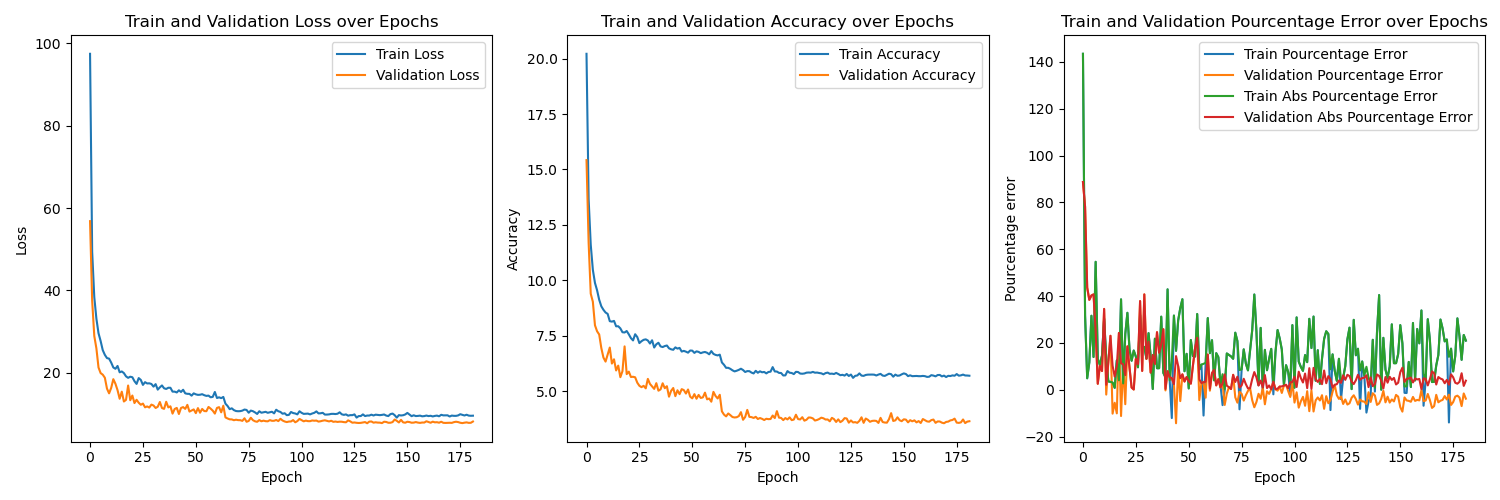 Train and Validation Loss over Epochs
100
80
60
40
20
0
25
50
75
100
125
150
175
Loss
Epoch
Train Loss
Validation Loss
Train and Validation Accuracy over Epochs
20.0
17.5
15.0
12.5
10.0
7.5
5.0
0
25
50
75
100
125
150
175
Accuracy
Epoch
Train Accuracy
Validation Accuracy
Train and Validation Pourcentage Error over Epochs
140
120
100
80
60
40
20
0
−20
0
25
50
75
100
125
150
175
Pourcentage error
Epoch
Train Pourcentage Error
Validation Pourcentage Error
Train Abs Pourcentage Error
Validation Abs Pourcentage Error